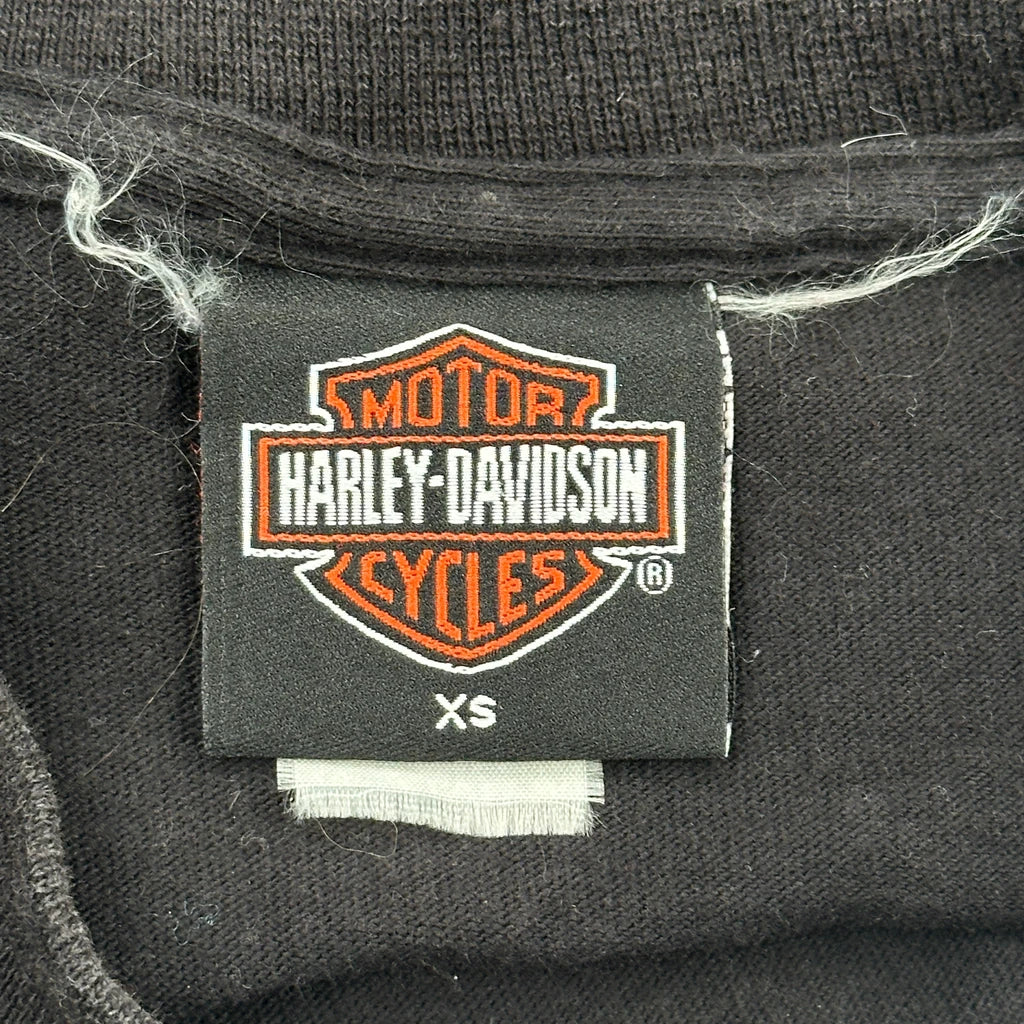 MOTOR
HARLEY-DAVIDSON
CYCLES
®
XS